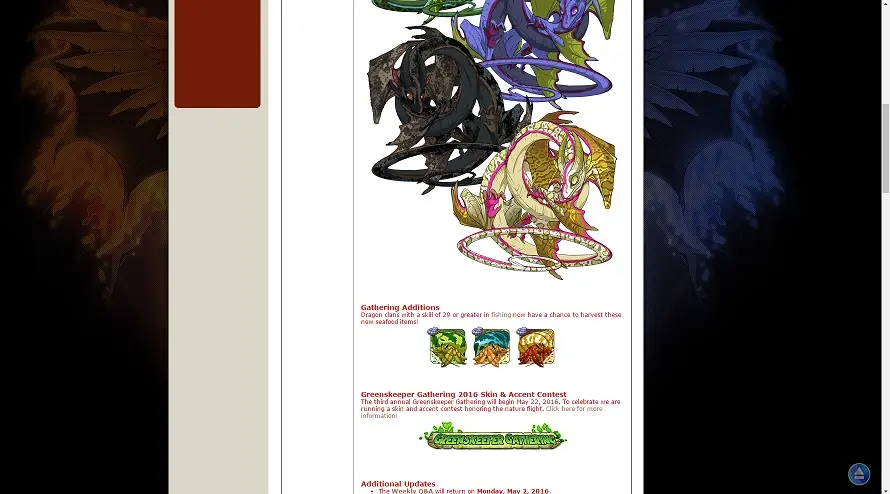 Gathering Additions
Dragon clans with a skill of 29 or greater in fishing now have a chance to harvest these
new seafood items!
Greenskeeper Gathering 2016 Skin & Accent Contest
The third annual Greenskeeper Gathering will begin May 22, 2016. To celebrate we are
running a skin and accent contest honoring the nature flight. Click here for more
information!
Greenskeeper Gathering
Additional Updates
• The Weekly Q&A will return on Monday, May 2, 2016.